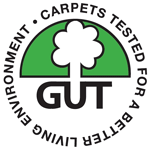 CARPETS TESTED FOR A BETTER LIVING ENVIRONMENT •
GUT